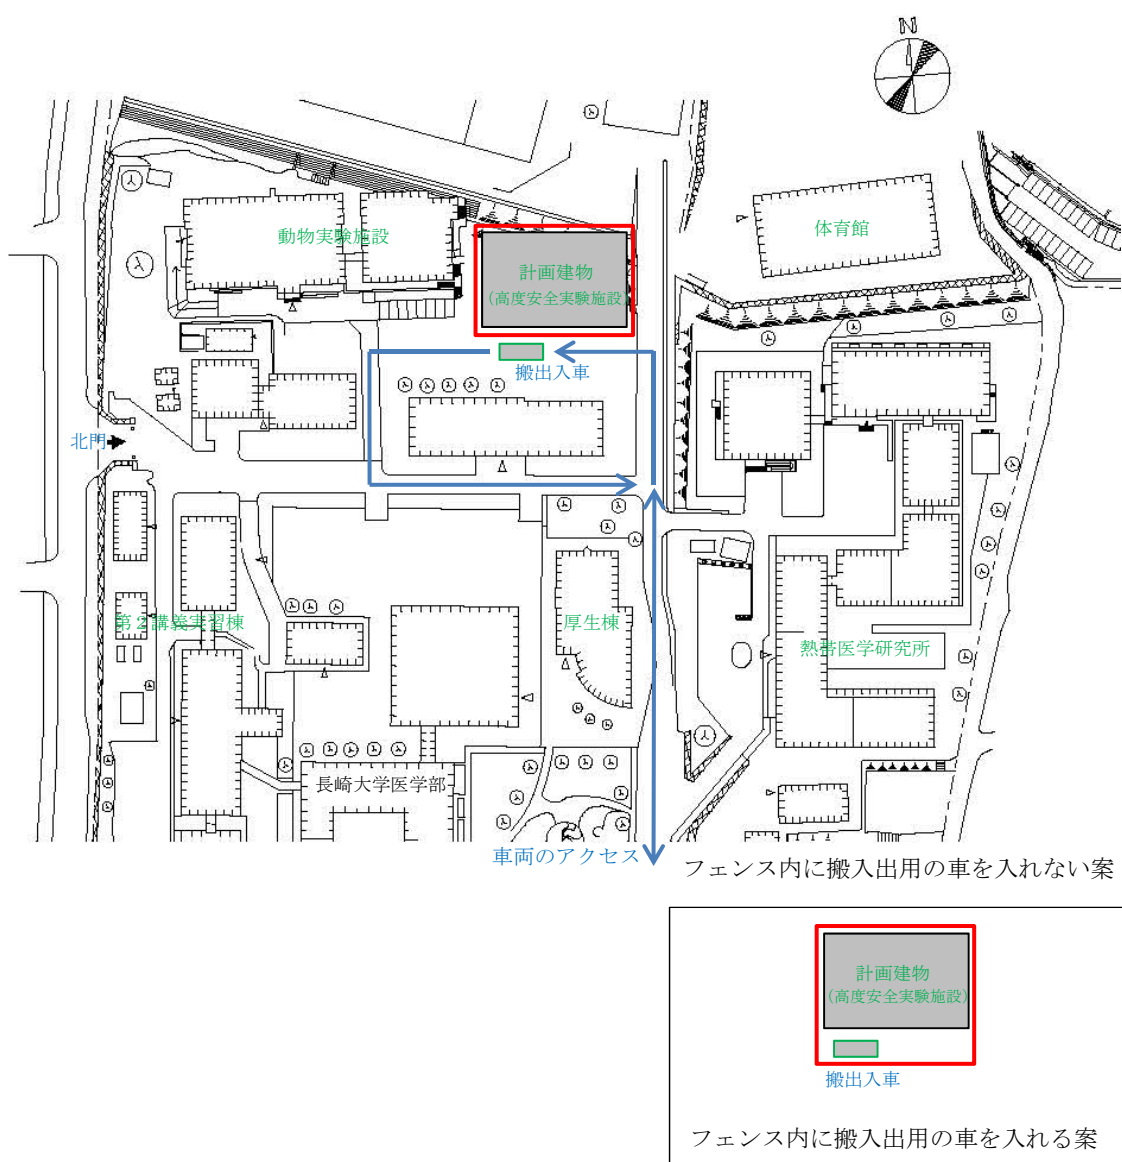 N
動物実験施設
体育館
計画建物
(高度安全実験施設)
搬出入車
北門
第2講義実習棟
厚生棟
熱帯医学研究所
長崎大学医学部
車両のアクセス
フェンス内に搬入出用の車を入れない案
計画建物
(高度安全実験施設)
搬出入車
フェンス内に搬入出用の車を入れる案